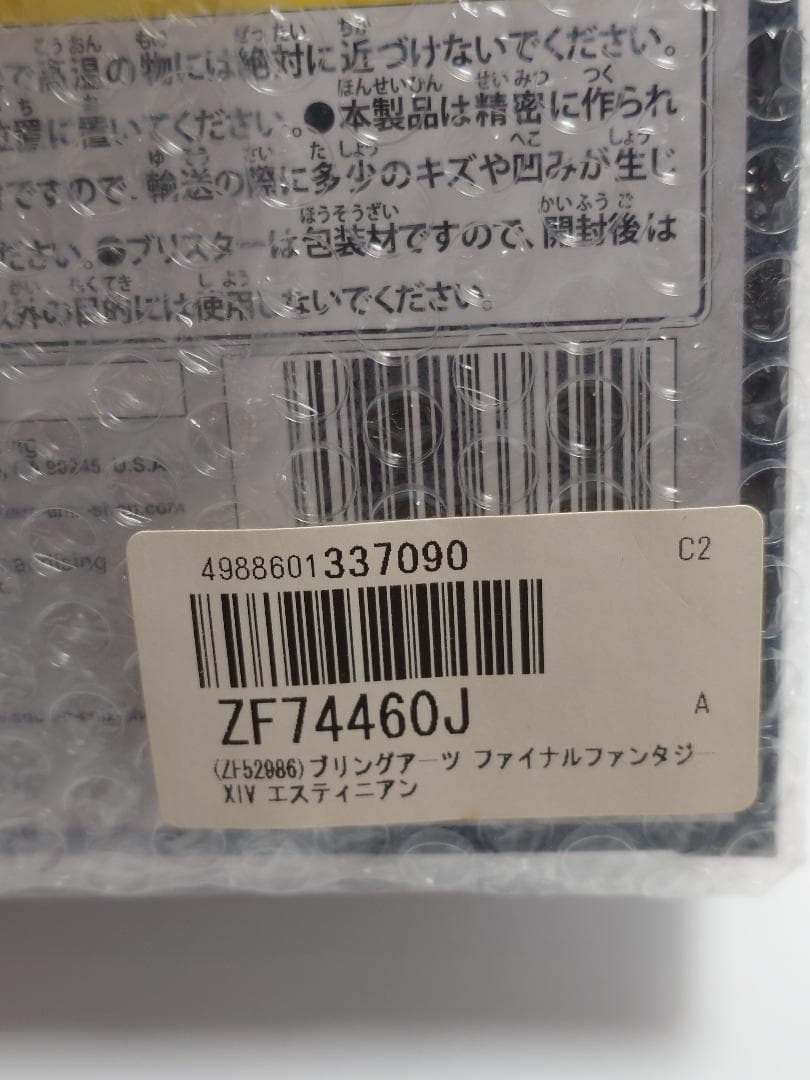 で高温の物には絶対に近づけないでください。
に置いてください。●本製品は精密に作られ
ですので、輸送の際に多少のキズや凹みが生じ
ださい。●ブリスターは包装材ですので、開封後は
以外の目的には使用しないでください。
90245 U.S.A
4988601337090 C2
ZF74460J A
(ZF52986)ブリングアーツ ファイナルファンタジー
XIV エスティニアン